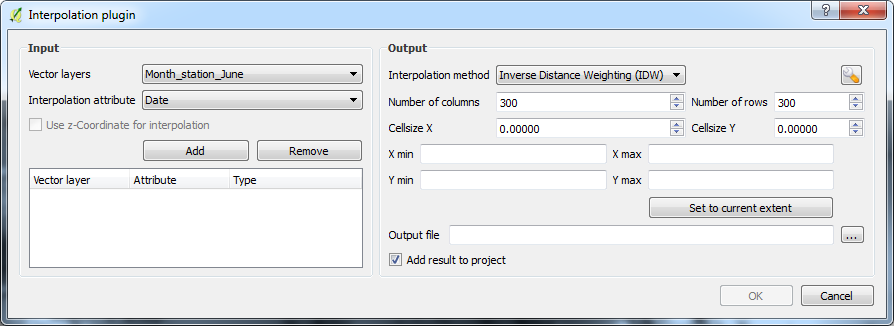 Interpolation plugin
Input
Vector layers Month_station_June
Interpolation attribute Date
Use z-Coordinate for interpolation
Add Remove
Vector layer Attribute Type
Output
Interpolation method Inverse Distance Weighting (IDW)
Number of columns 300 Number of rows 300
Cellsize X 0.00000 Cellsize Y 0.00000
X min X max
Y min Y max
Set to current extent
Output file ...
Add result to project
OK Cancel